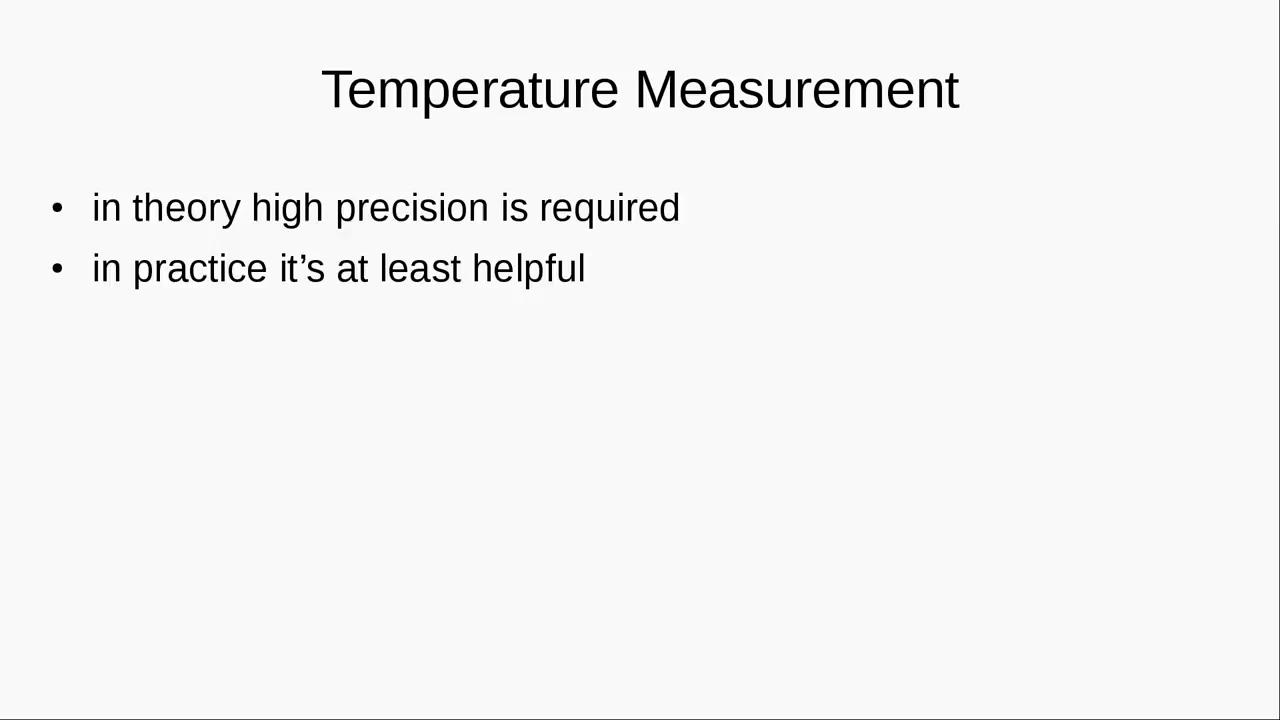 Temperature Measurement
• in theory high precision is required
• in practice it’s at least helpful